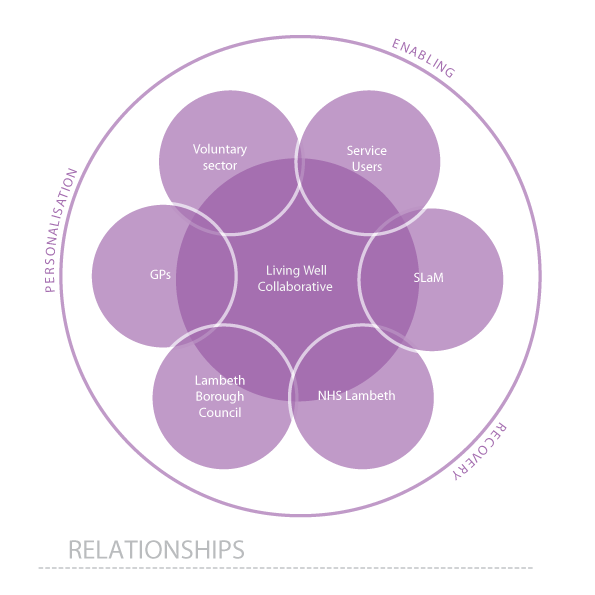 ENABLING
PERSONALISATION
Voluntary
sector
Service
Users
GPs
Living Well
Collaborative
SLaM
Lambeth
Borough
Council
NHS Lambeth
RECOVERY
RELATIONSHIPS